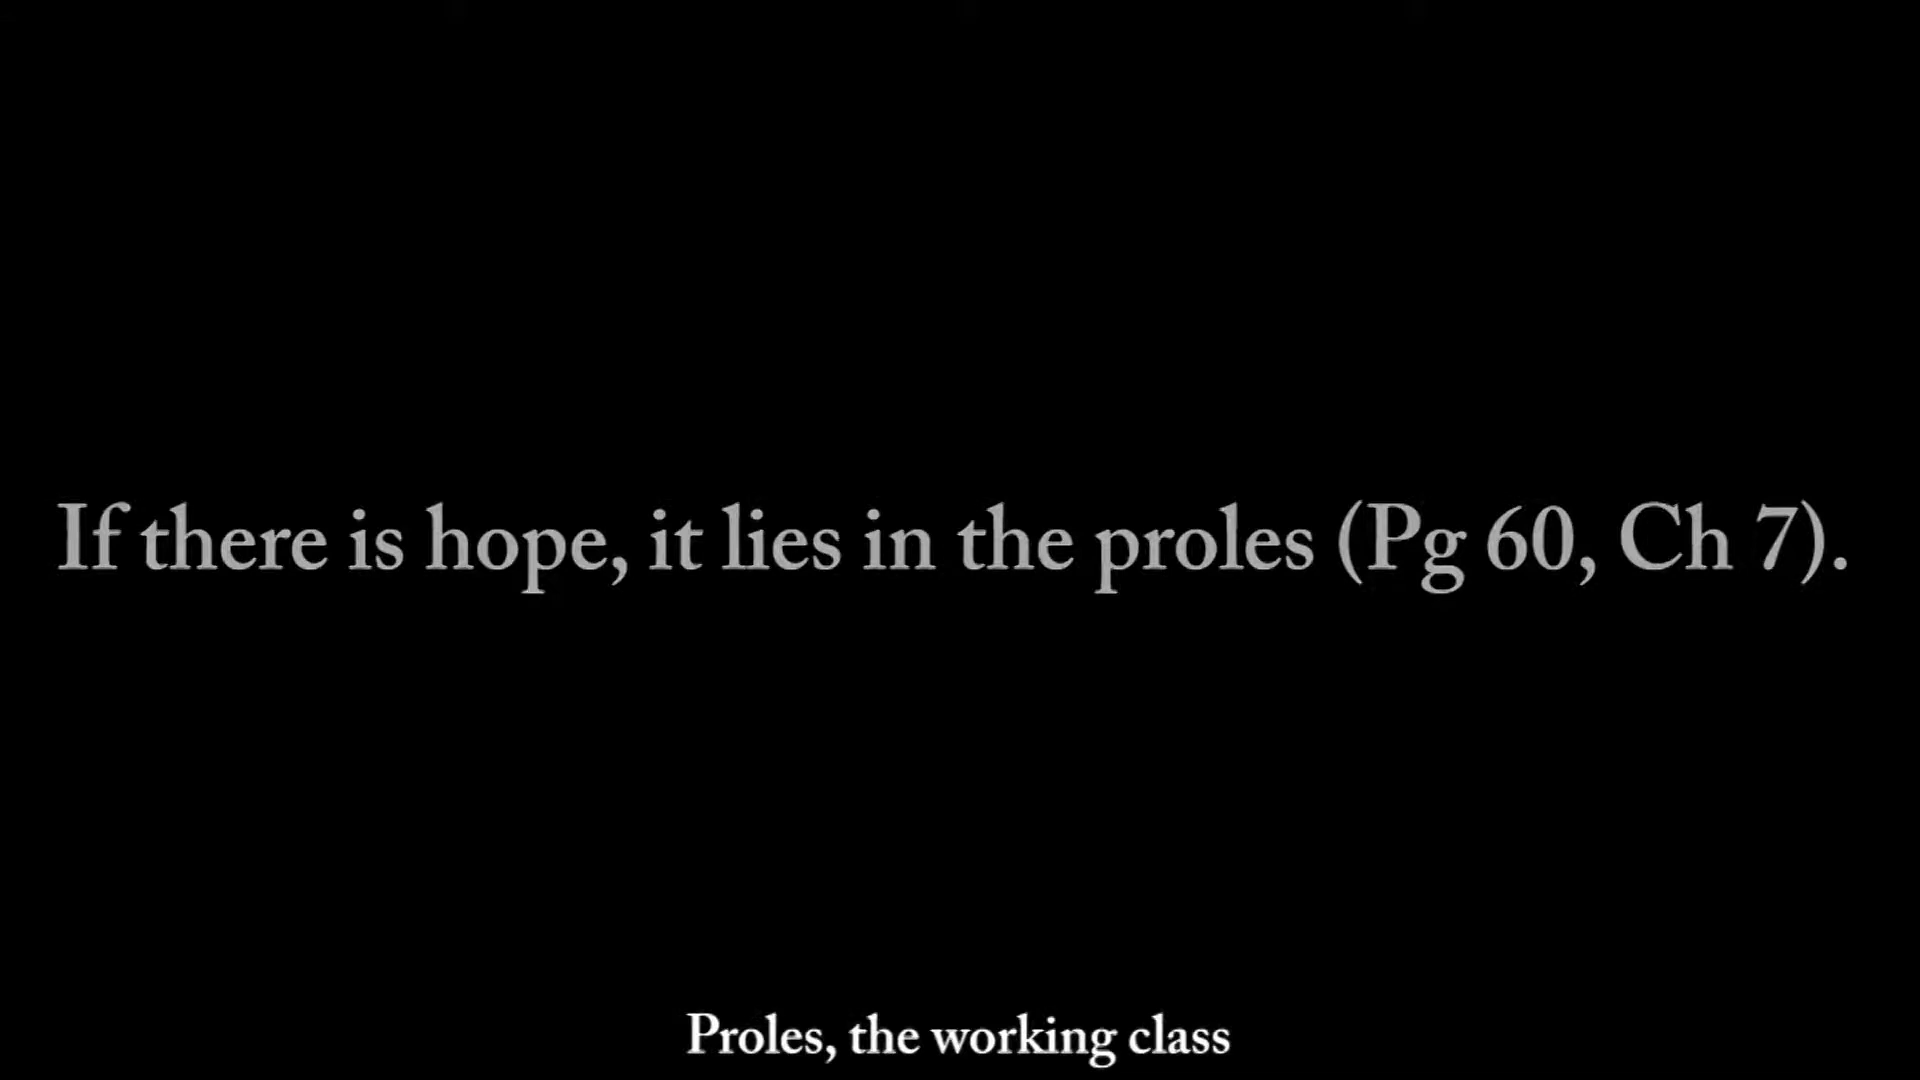 If there is hope, it lies in the proles (Pg 60, Ch 7).
Proles, the working class